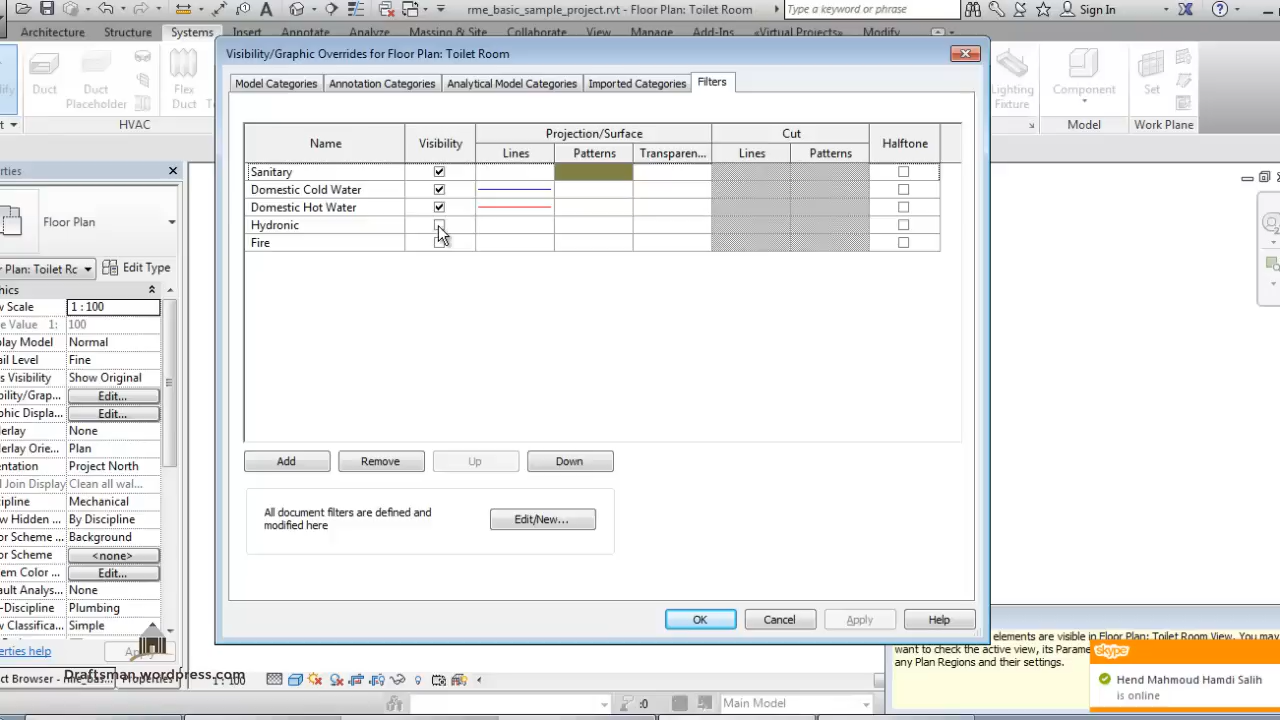 rme_basic_sample_project.rvt - Floor Plan: Toilet Room
Type a keyword or phrase
Sign In
Architecture Structure Systems Insert Annotate Analyze Massing & Site Collaborate View Manage Add-Ins «Virtual Projects» Modify
Visibility/Graphic Overrides for Floor Plan: Toilet Room
Model Categories Annotation Categories Analytical Model Categories Imported Categories Filters
Duct
Duct Placeholder
Flex Duct
HVAC
Lighting Fixture
Component
Set
Model
Work Plane
Name Visibility Projection/Surface Cut Halftone
Lines Patterns Transparen... Lines Patterns
Sanitary
Domestic Cold Water
Domestic Hot Water
Hydronic
Fire
Floor Plan
Edit Type
1 : 100
100
Normal
Fine
Show Original
Edit...
Edit...
None
Plan
Project North
Clean all wal...
Mechanical
By Discipline
Background
<none>
Edit...
None
Plumbing
Simple
Add Remove Up Down
All document filters are defined and
modified here
Edit/New...
OK Cancel Apply Help
elements are visible in Floor Plan: Toilet Room View. You may
want to check the active view, its Parame
any Plan Regions and their settings.
skype
Hend Mahmoud Hamdi Salih
is online
Draftsman.wordpress.com
1 : 100
:0
Main Model